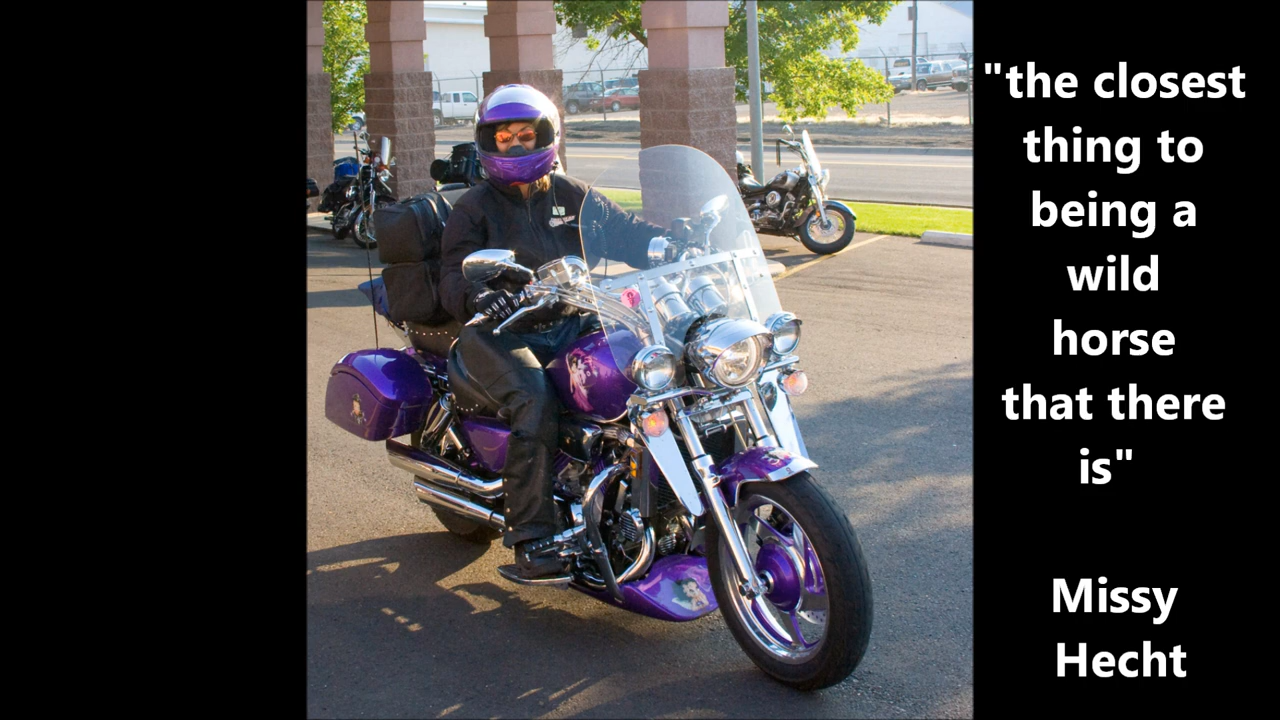 "the closest
thing to
being a
wild
horse
that there
is"
Missy
Hecht